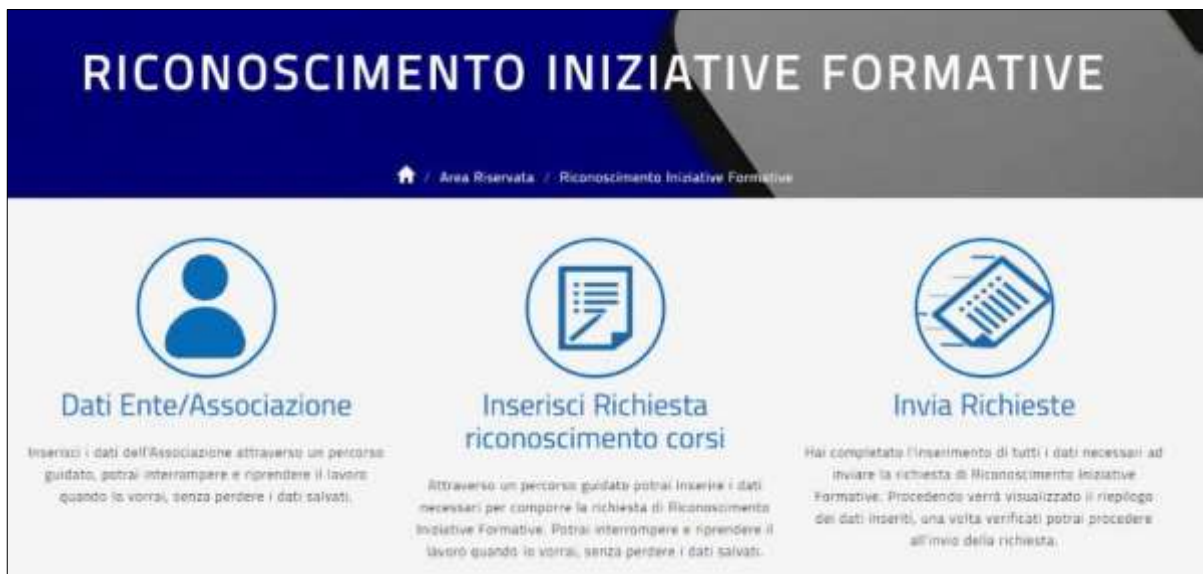 RICONOSCIMENTO INIZIATIVE FORMATIVE
/ Area Riservata / Riconoscimento Iniziative Formative
Dati Ente/Associazione
Inserisci i dati dell'Associazione attraverso un percorso
guidato, potrai interrompere e riprendere il lavoro
quando lo vorrai, senza perdere i dati salvati.
Inserisci Richiesta
riconoscimento corsi
Attraverso un percorso guidato potrai inserire i dati
necessari per comporre la richiesta di Riconoscimento
Iniziative Formative. Potrai interrompere e riprendere il
lavoro quando lo vorrai, senza perdere i dati salvati.
Invia Richieste
Hai completato l'inserimento di tutti i dati necessari ad
inviare la richiesta di Riconoscimento Iniziative
Formative. Procedendo verrà visualizzato il riepilogo
dei dati inseriti, una volta verificati potrai procedere
all'invio della richiesta.